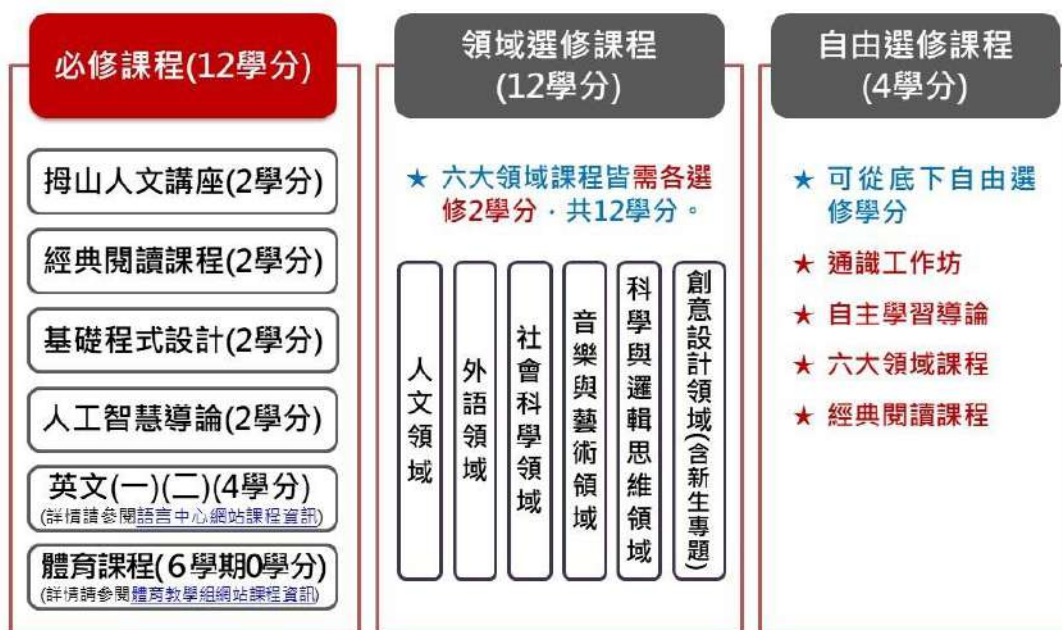 必修課程(12學分)
拇山人文講座(2學分)
經典閱讀課程(2學分)
基礎程式設計(2學分)
人工智慧導論(2學分)
英文(一)(二)(4學分)
(詳情請參閱語言中心網站課程資訊)
體育課程(6學期0學分)
(詳情請參閱體育教學組網站課程資訊)
領域選修課程
(12學分)
★ 六大領域課程皆需各選
修2學分，共12學分。
人文領域
外語領域
社會科學領域
音樂與藝術領域
科學與邏輯思維領域
創意設計領域(含新生專題)
自由選修課程
(4學分)
★ 可從底下自由選
修學分
★ 通識工作坊
★ 自主學習導論
★ 六大領域課程
★ 經典閱讀課程